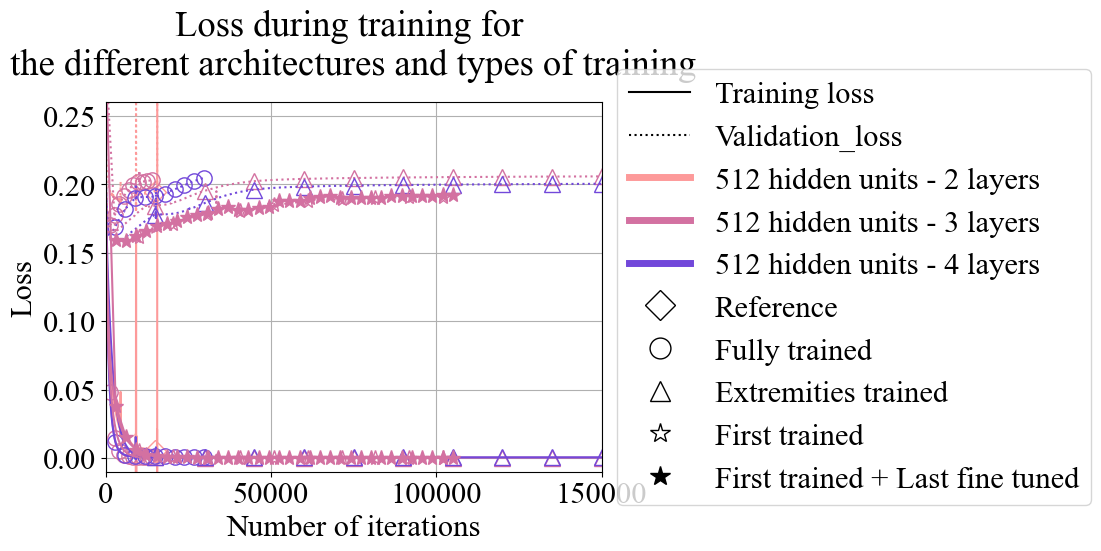 Loss during training for
the different architectures and types of training
0.25
0.20
0.15
0.10
0.05
0.00
Loss
0
50000
100000
150000
Number of iterations
Training loss
Validation_loss
512 hidden units - 2 layers
512 hidden units - 3 layers
512 hidden units - 4 layers
Reference
Fully trained
Extremities trained
First trained
First trained + Last fine tuned